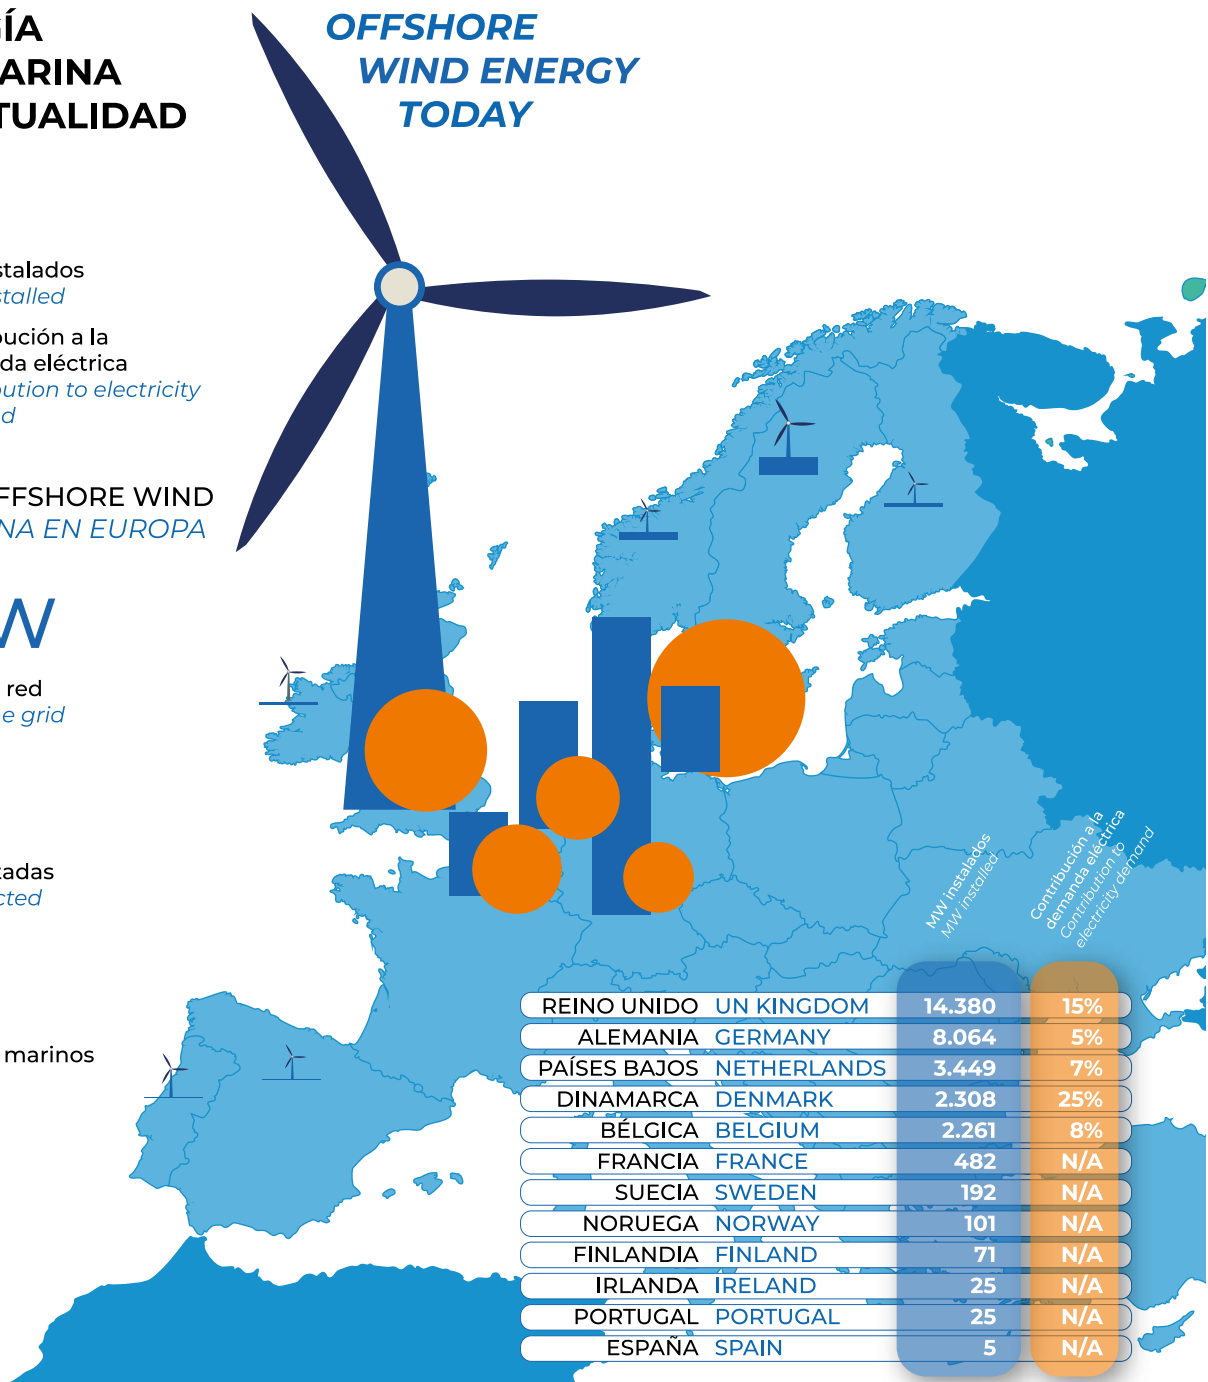 GÍA
ARINA
TUALIDAD
OFFSHORE
WIND ENERGY
TODAY
stalados
stalled
bución a la
da eléctrica
bution to electricity
d
FFSHORE WIND
NA EN EUROPA
W
red
e grid
tadas
cted
marinos
MW instalados
MW installed
Contribución a la
demanda eléctrica
Contribution to
electricity demand
REINO UNIDO UN KINGDOM 14.380 15%
ALEMANIA GERMANY 8.064 5%
PAÍSES BAJOS NETHERLANDS 3.449 7%
DINAMARCA DENMARK 2.308 25%
BÉLGICA BELGIUM 2.261 8%
FRANCIA FRANCE 482 N/A
SUECIA SWEDEN 192 N/A
NORUEGA NORWAY 101 N/A
FINLANDIA FINLAND 71 N/A
IRLANDA IRELAND 25 N/A
PORTUGAL PORTUGAL 25 N/A
ESPAÑA SPAIN 5 N/A